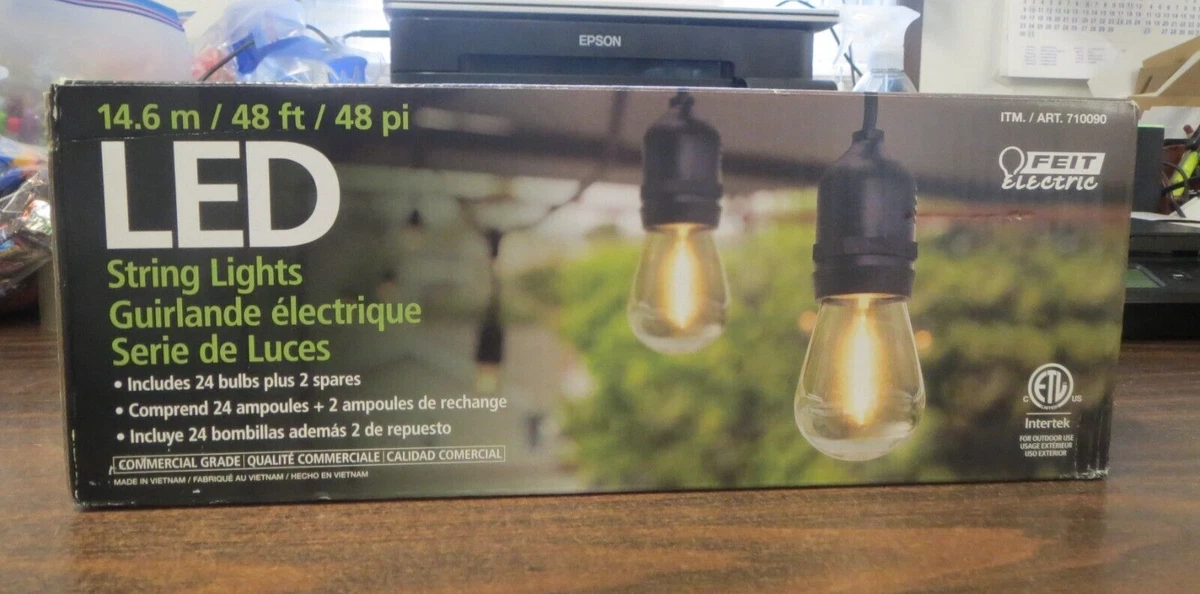 EPSON
14.6 m / 48 ft / 48 pi
LED
String Lights
Guirlande électrique
Serie de Luces
• Includes 24 bulbs plus 2 spares
• Comprend 24 ampoules + 2 ampoules de rechange
• Incluye 24 bombillas además 2 de repuesto
COMMERCIAL GRADE | QUALITÉ COMMERCIALE | CALIDAD COMERCIAL
MADE IN VIETNAM / FABRIQUÉ AU VIETNAM / HECHO EN VIETNAM
ITM. / ART. 710090
FEIT
ELECTRIC
C ETL US
Intertek
FOR OUTDOOR USE
USAGE EXTÉRIEUR
USO EXTERIOR